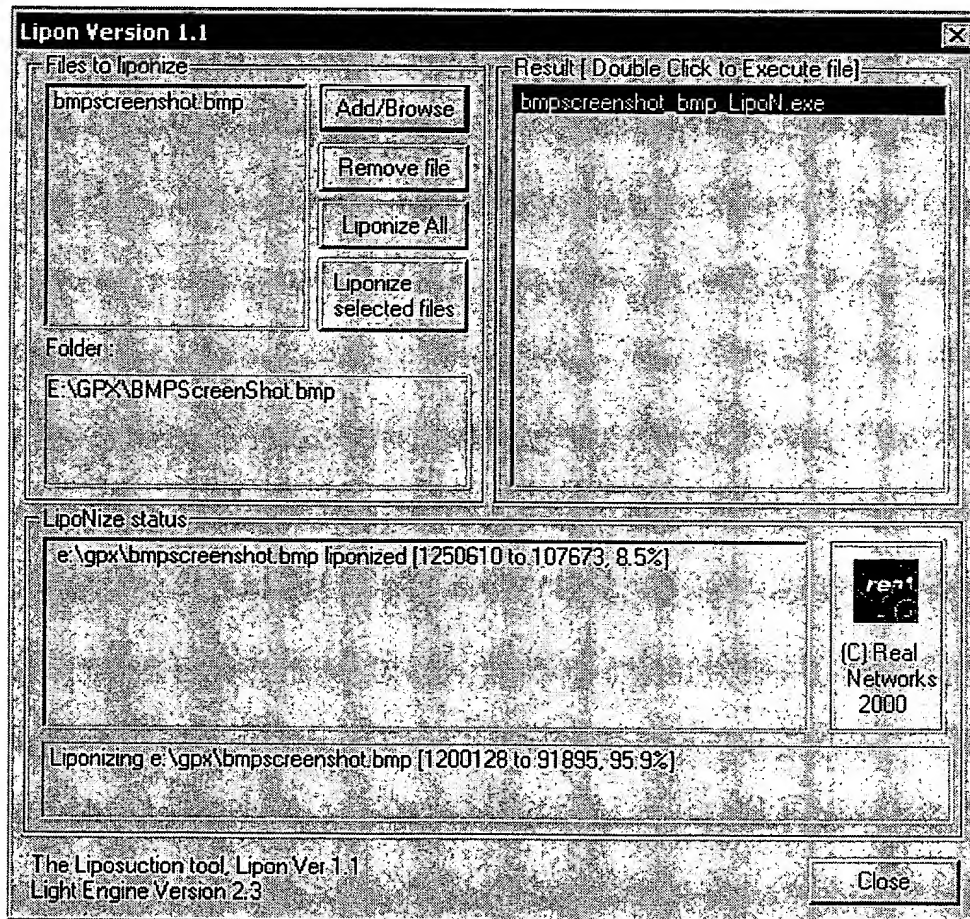 Lipon Version 1.1
Files to liponize
bmpscreenshot.bmp
Add/Browse
Remove file
Liponize All
Liponize
selected files
Folder :
E:\GPX\BMPScreenShot.bmp
Result [ Double Click to Execute file]
bmpscreenshot_bmp_LipoN.exe
LipoNize status
e:\gpx\bmpscreenshot.bmp liponized [1250610 to 107673, 8.5%]
(C) Real
Networks
2000
Liponizing e:\gpx\bmpscreenshot.bmp [1200128 to 91895, 95.9%]
The Liposuction tool, Lipon Ver 1.1
Light Engine Version 2.3
Close